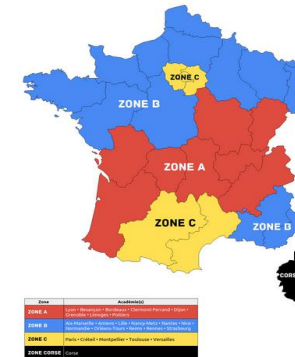 ZONE C
ZONE B
ZONE A
ZONE C
ZONE B
CORSE
Zone Académie(s)
ZONE A Lyon • Besançon • Bordeaux • Clermont-Ferrand • Dijon •
Grenoble • Limoges • Poitiers
ZONE B Aix-Marseille • Amiens • Lille • Nancy-Metz • Nantes • Nice •
Normandie • Orléans-Tours • Reims • Rennes • Strasbourg
ZONE C Paris • Créteil • Montpellier • Toulouse • Versailles
ZONE CORSE Corse